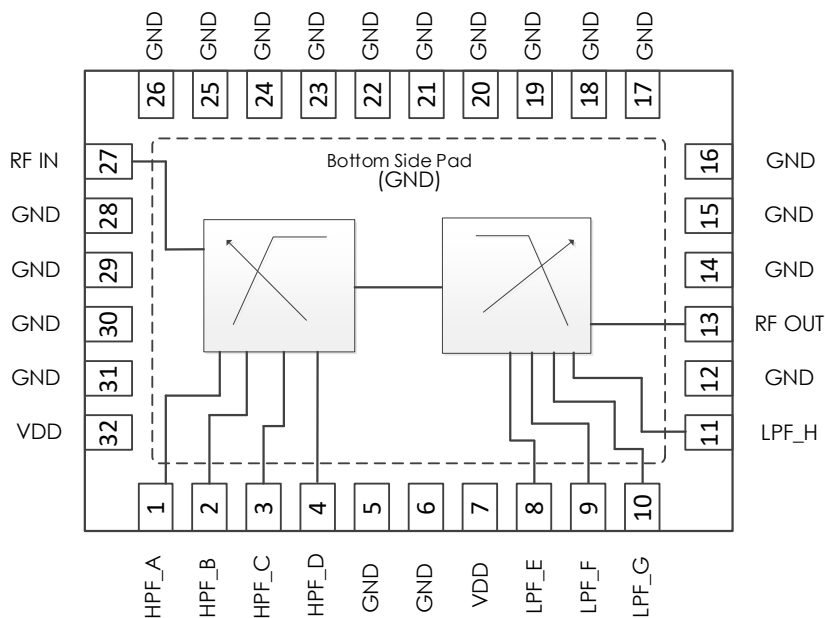 GND GND GND GND GND GND GND GND GND GND
26 25 24 23 22 21 20 19 18 17
RF IN 27
GND 28
GND 29
GND 30
GND 31
VDD 32
Bottom Side Pad
(GND)
16 GND
15 GND
14 GND
13 RF OUT
12 GND
11 LPF_H
1 2 3 4 5 6 7 8 9 10
HPF_A HPF_B HPF_C HPF_D GND GND VDD LPF_E LPF_F LPF_G